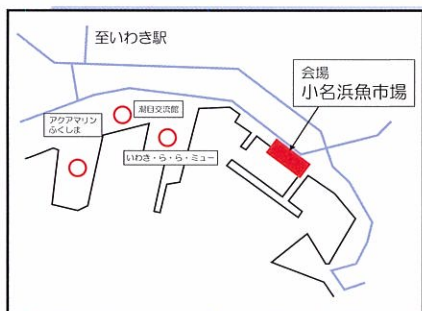 至いわき駅
会場
小名浜魚市場
潮目交流館
アクアマリン
ふくしま
いわき・ら・ら・ミュー